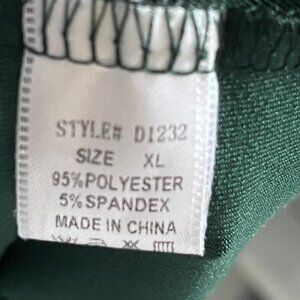 STYLE# D1232
SIZE XL
95%POLYESTER
5%SPANDEX
MADE IN CHINA